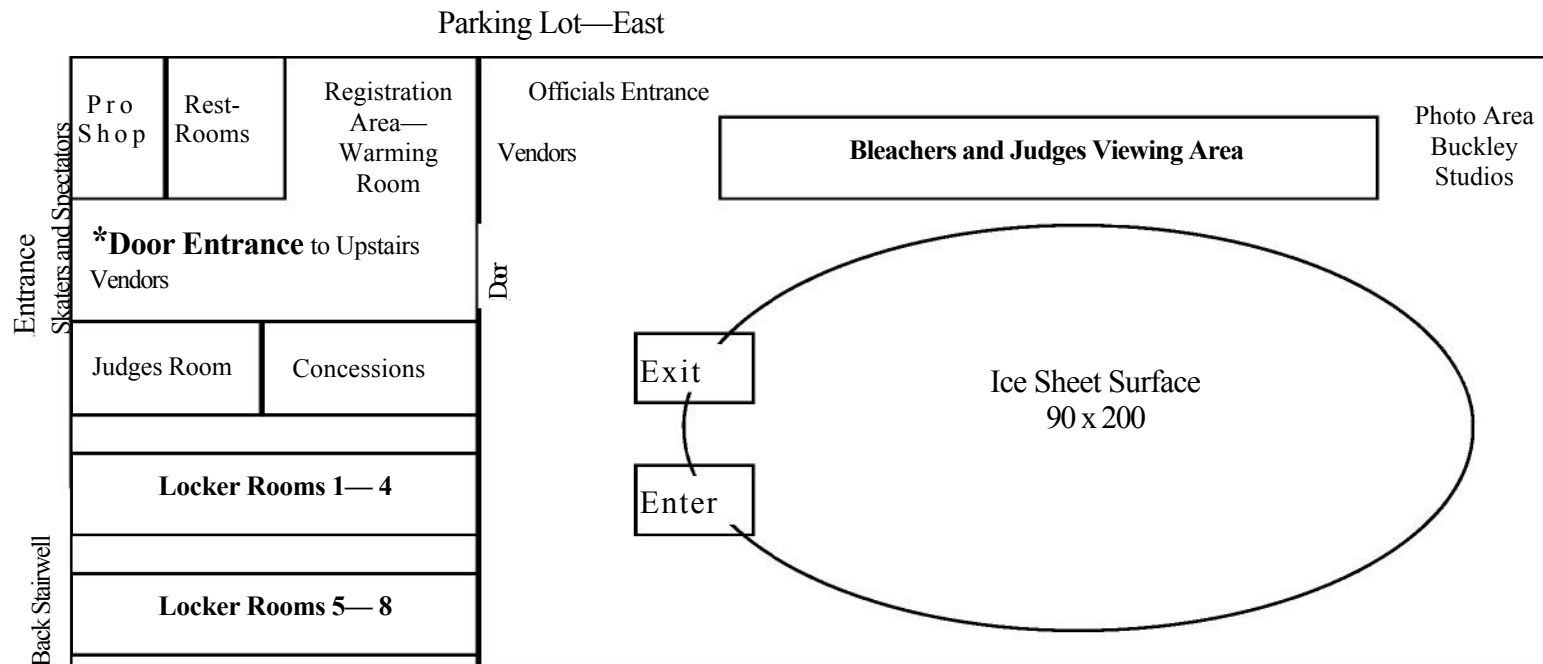 Parking Lot—East
Pro
Shop
Rest-
Rooms
Registration
Area—
Warming
Room
Officials Entrance
Vendors
Bleachers and Judges Viewing Area
Photo Area
Buckley
Studios
Entrance
Skaters and Spectators
*Door Entrance to Upstairs
Vendors
Door
Judges Room
Concessions
Exit
Ice Sheet Surface
90 x 200
Enter
Locker Rooms 1— 4
Back Stairwell
Locker Rooms 5— 8